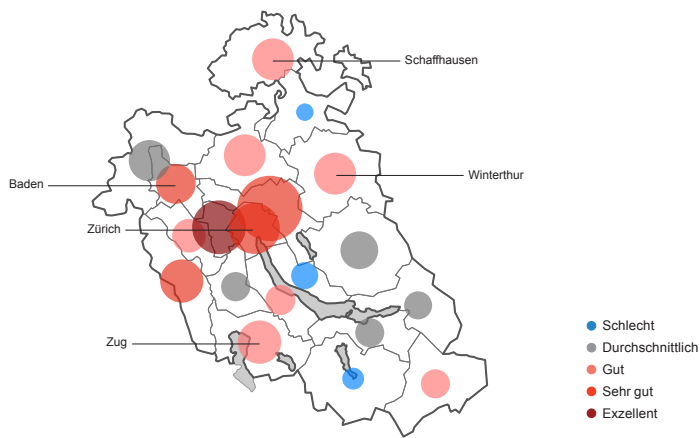 Schaffhausen
Winterthur
Baden
Zürich
Zug
Schlecht
Durchschnittlich
Gut
Sehr gut
Exzellent